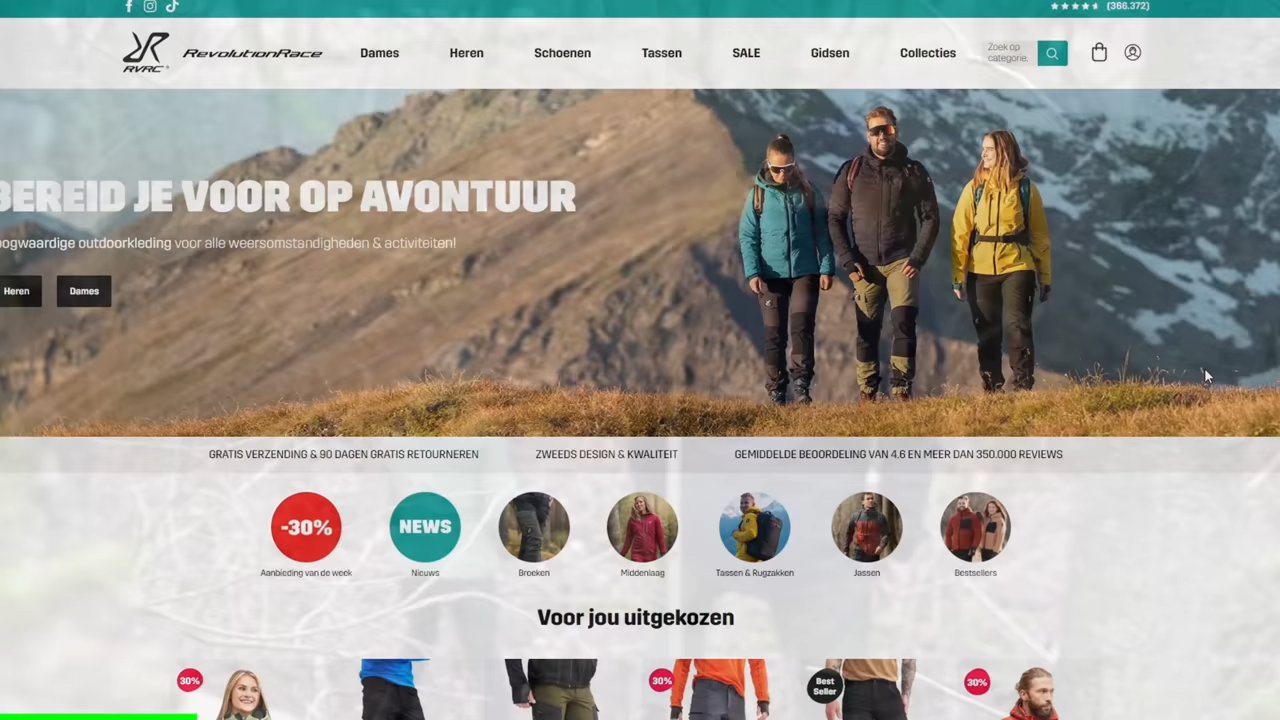 (366.372)
RVRC
RevolutionRace
Dames
Heren
Schoenen
Tassen
SALE
Gidsen
Collecties
Zoek op
categorie.
BEREID JE VOOR OP AVONTUUR
oogwaardige outdoorkleding voor alle weersomstandigheden & activiteiten!
Heren
Dames
GRATIS VERZENDING & 90 DAGEN GRATIS RETOURNEREN
ZWEEDS DESIGN & KWALITEIT
GEMIDDELDE BEOORDELING VAN 4.6 EN MEER DAN 350.000 REVIEWS
-30%
NEWS
Aanbieding van de week
Nieuws
Broeken
Middenlaag
Tassen & Rugzakken
Jassen
Bestsellers
Voor jou uitgekozen
30%
30%
Best
Seller
30%